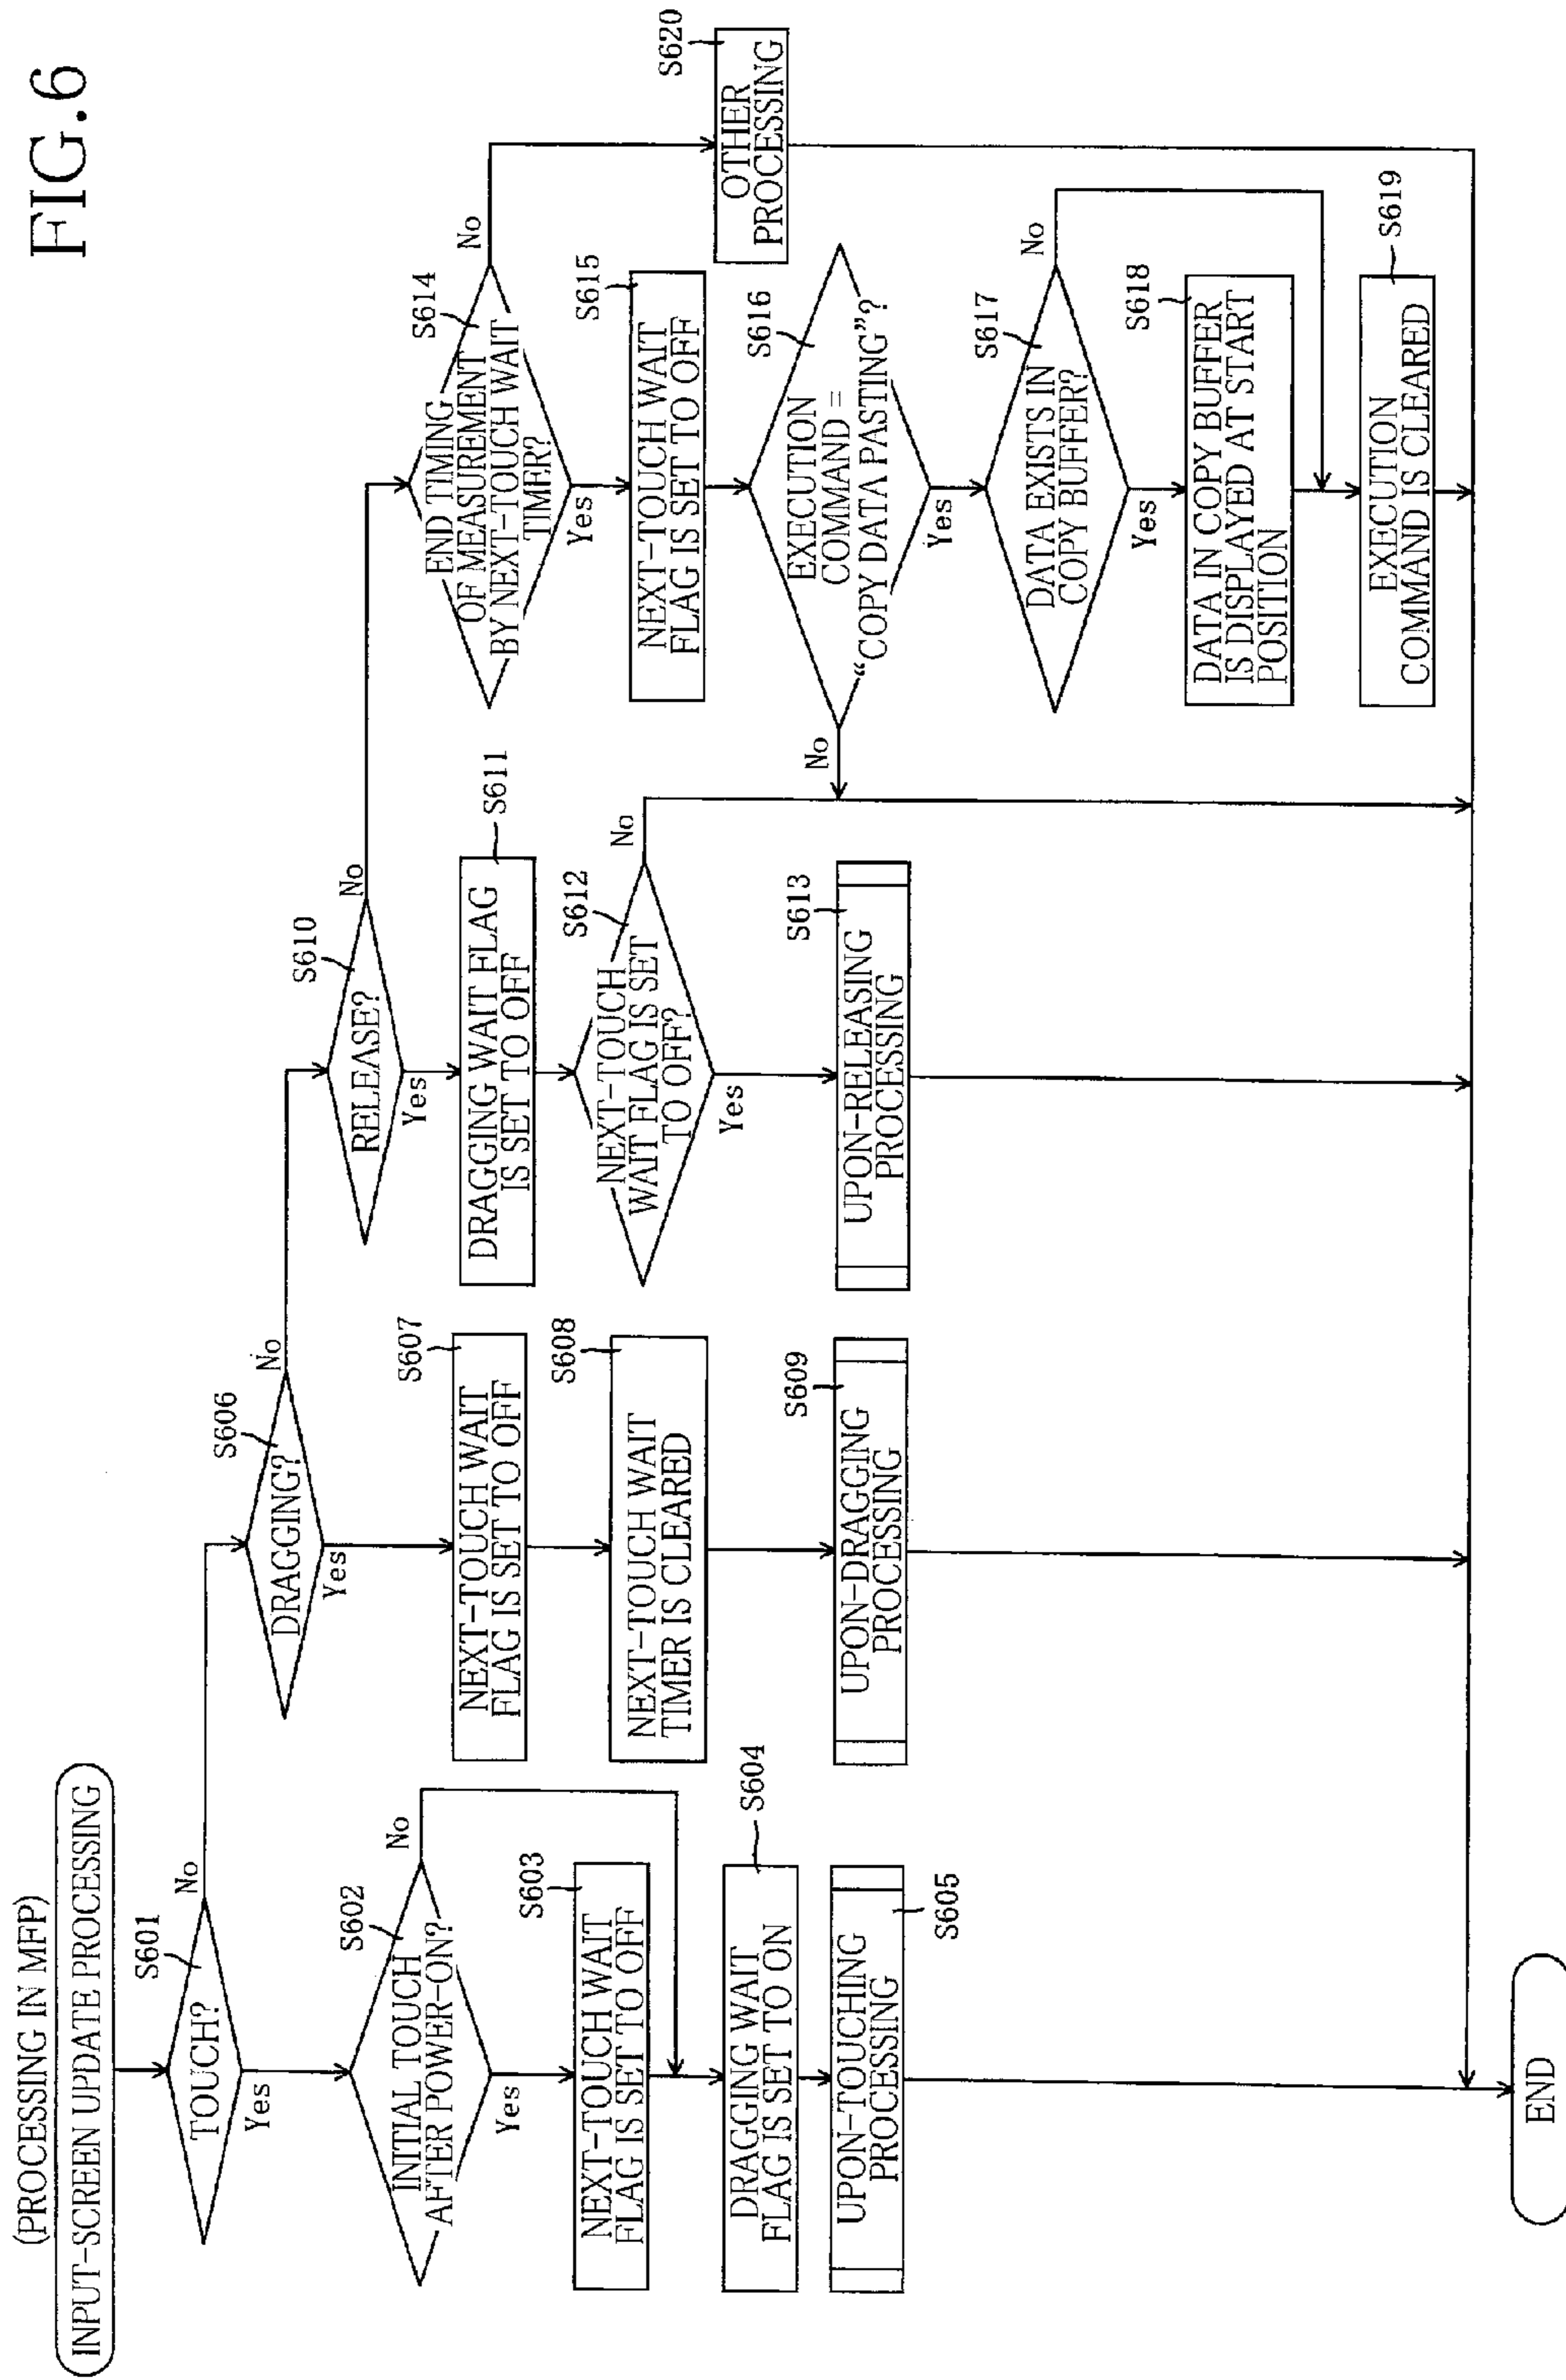 FIG.6
(PROCESSING IN MFP)
INPUT-SCREEN UPDATE PROCESSING
S601
TOUCH?
No
Yes
S602
INITIAL TOUCH
AFTER POWER-ON?
No
Yes
S603
NEXT-TOUCH WAIT
FLAG IS SET TO OFF
S604
DRAGGING WAIT
FLAG IS SET TO ON
UPON-TOUCHING
PROCESSING
S605
S606
DRAGGING?
No
Yes
S607
NEXT-TOUCH WAIT
FLAG IS SET TO OFF
S608
NEXT-TOUCH WAIT
TIMER IS CLEARED
S609
UPON-DRAGGING
PROCESSING
S610
RELEASE?
No
Yes
S611
DRAGGING WAIT FLAG
IS SET TO OFF
S612
NEXT-TOUCH
WAIT FLAG IS SET
TO OFF?
No
Yes
S613
UPON-RELEASING
PROCESSING
S614
END TIMING
OF MEASUREMENT
BY NEXT-TOUCH WAIT
TIMER?
No
Yes
S615
NEXT-TOUCH WAIT
FLAG IS SET TO OFF
S616
EXECUTION
COMMAND =
“COPY DATA PASTING”?
No
Yes
S617
DATA EXISTS IN
COPY BUFFER?
No
Yes
S618
DATA IN COPY BUFFER
IS DISPLAYED AT START
POSITION
S619
EXECUTION
COMMAND IS CLEARED
S620
OTHER
PROCESSING
END